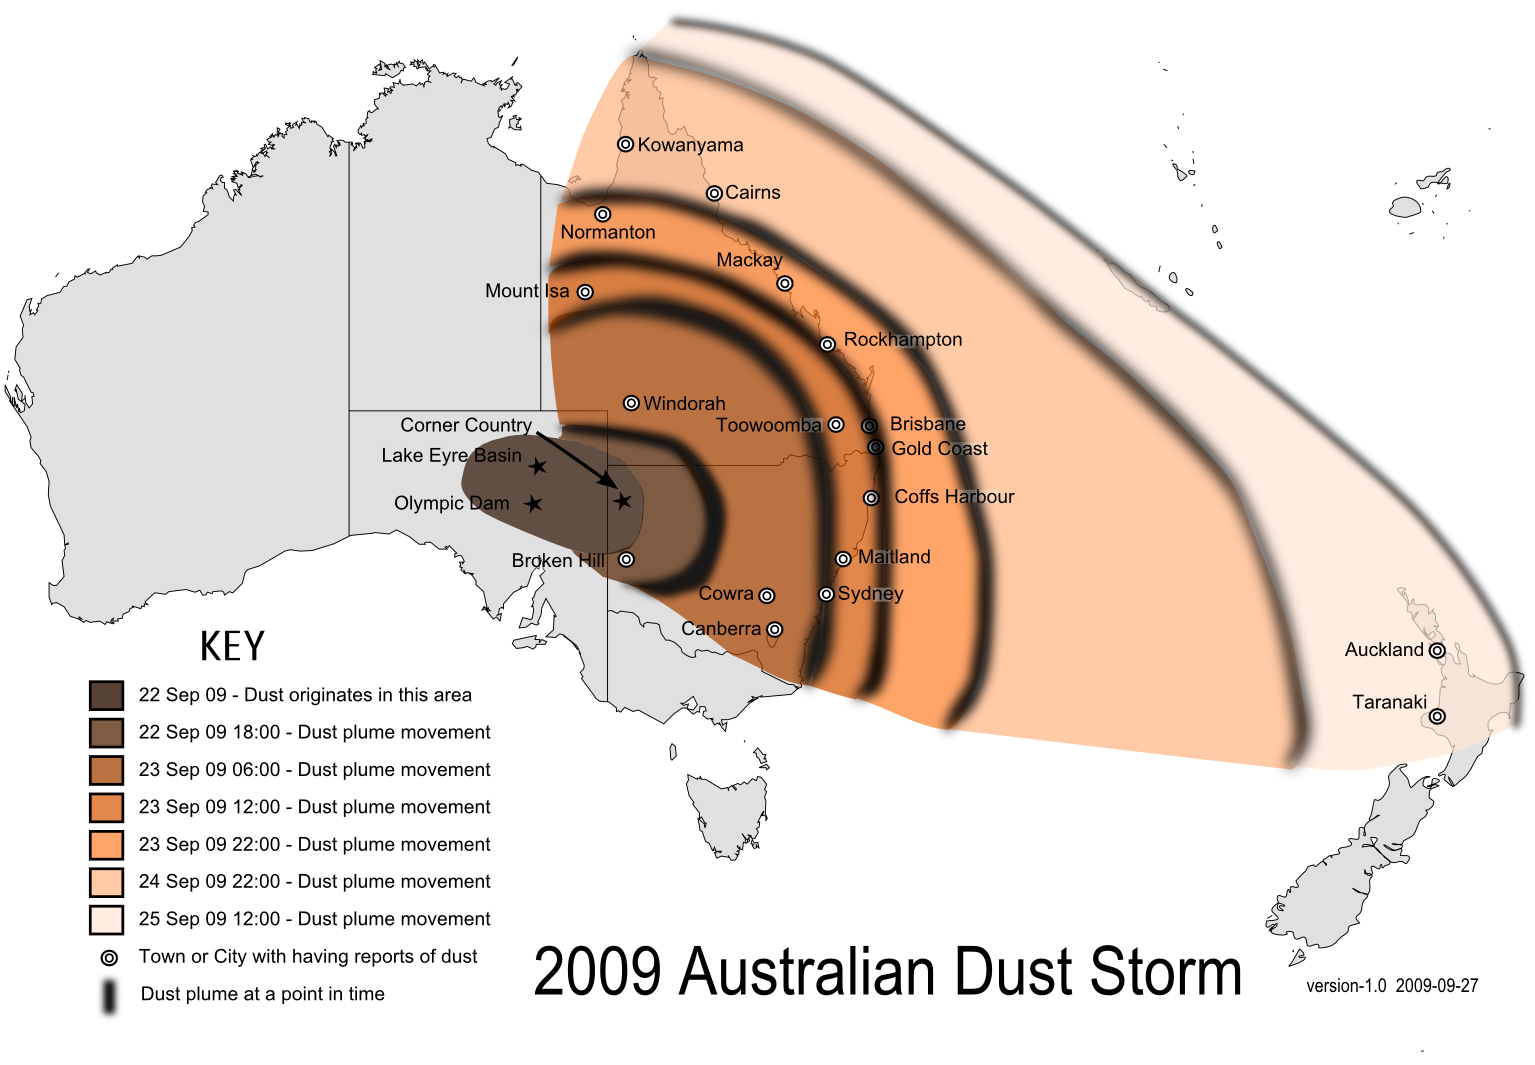 Kowanyama
Cairns
Normanton
Mackay
Mount Isa
Rockhampton
Windorah
Corner Country
Toowoomba
Brisbane
Lake Eyre Basin
Gold Coast
Olympic Dam
Coffs Harbour
Broken Hill
Maitland
Cowra
Sydney
Canberra
Auckland
Taranaki
KEY
22 Sep 09 - Dust originates in this area
22 Sep 09 18:00 - Dust plume movement
23 Sep 09 06:00 - Dust plume movement
23 Sep 09 12:00 - Dust plume movement
23 Sep 09 22:00 - Dust plume movement
24 Sep 09 22:00 - Dust plume movement
25 Sep 09 12:00 - Dust plume movement
Town or City with having reports of dust
Dust plume at a point in time
2009 Australian Dust Storm
version-1.0 2009-09-27